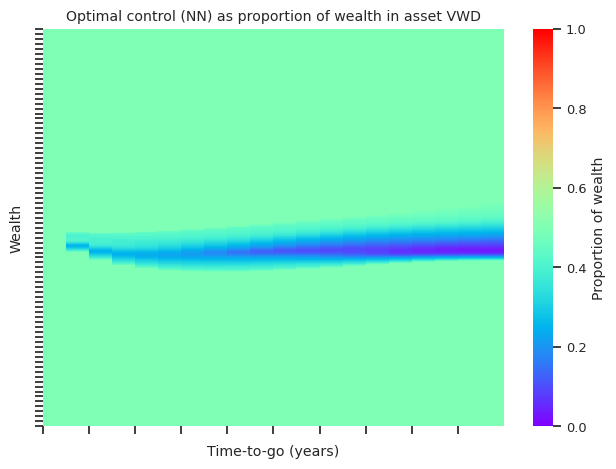 Optimal control (NN) as proportion of wealth in asset VWD
Wealth
Time-to-go (years)
1.0
0.8
0.6
0.4
0.2
0.0
Proportion of wealth